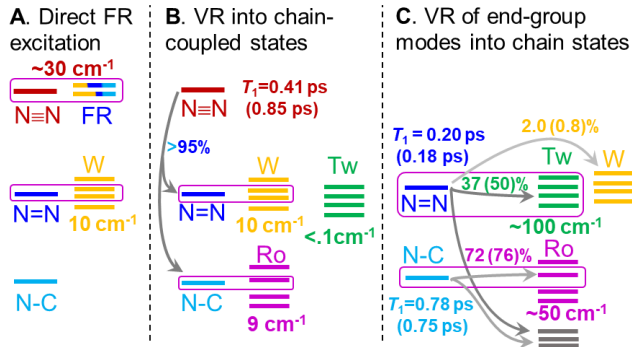 A. Direct FR
excitation
~30 cm⁻¹
N≡N
FR
W
N=N
10 cm⁻¹
N-C
B. VR into chain-
coupled states
T₁=0.41 ps
(0.85 ps)
N≡N
>95%
W
Tw
N=N
10 cm⁻¹
<.1cm⁻¹
Ro
N-C
9 cm⁻¹
C. VR of end-group
modes into chain states
T₁ = 0.20 ps
(0.18 ps)
2.0 (0.8)%
Tw
W
37 (50)%
N=N
~100 cm⁻¹
N-C
72 (76)%
Ro
T₁=0.78 ps
(0.75 ps)
~50 cm⁻¹